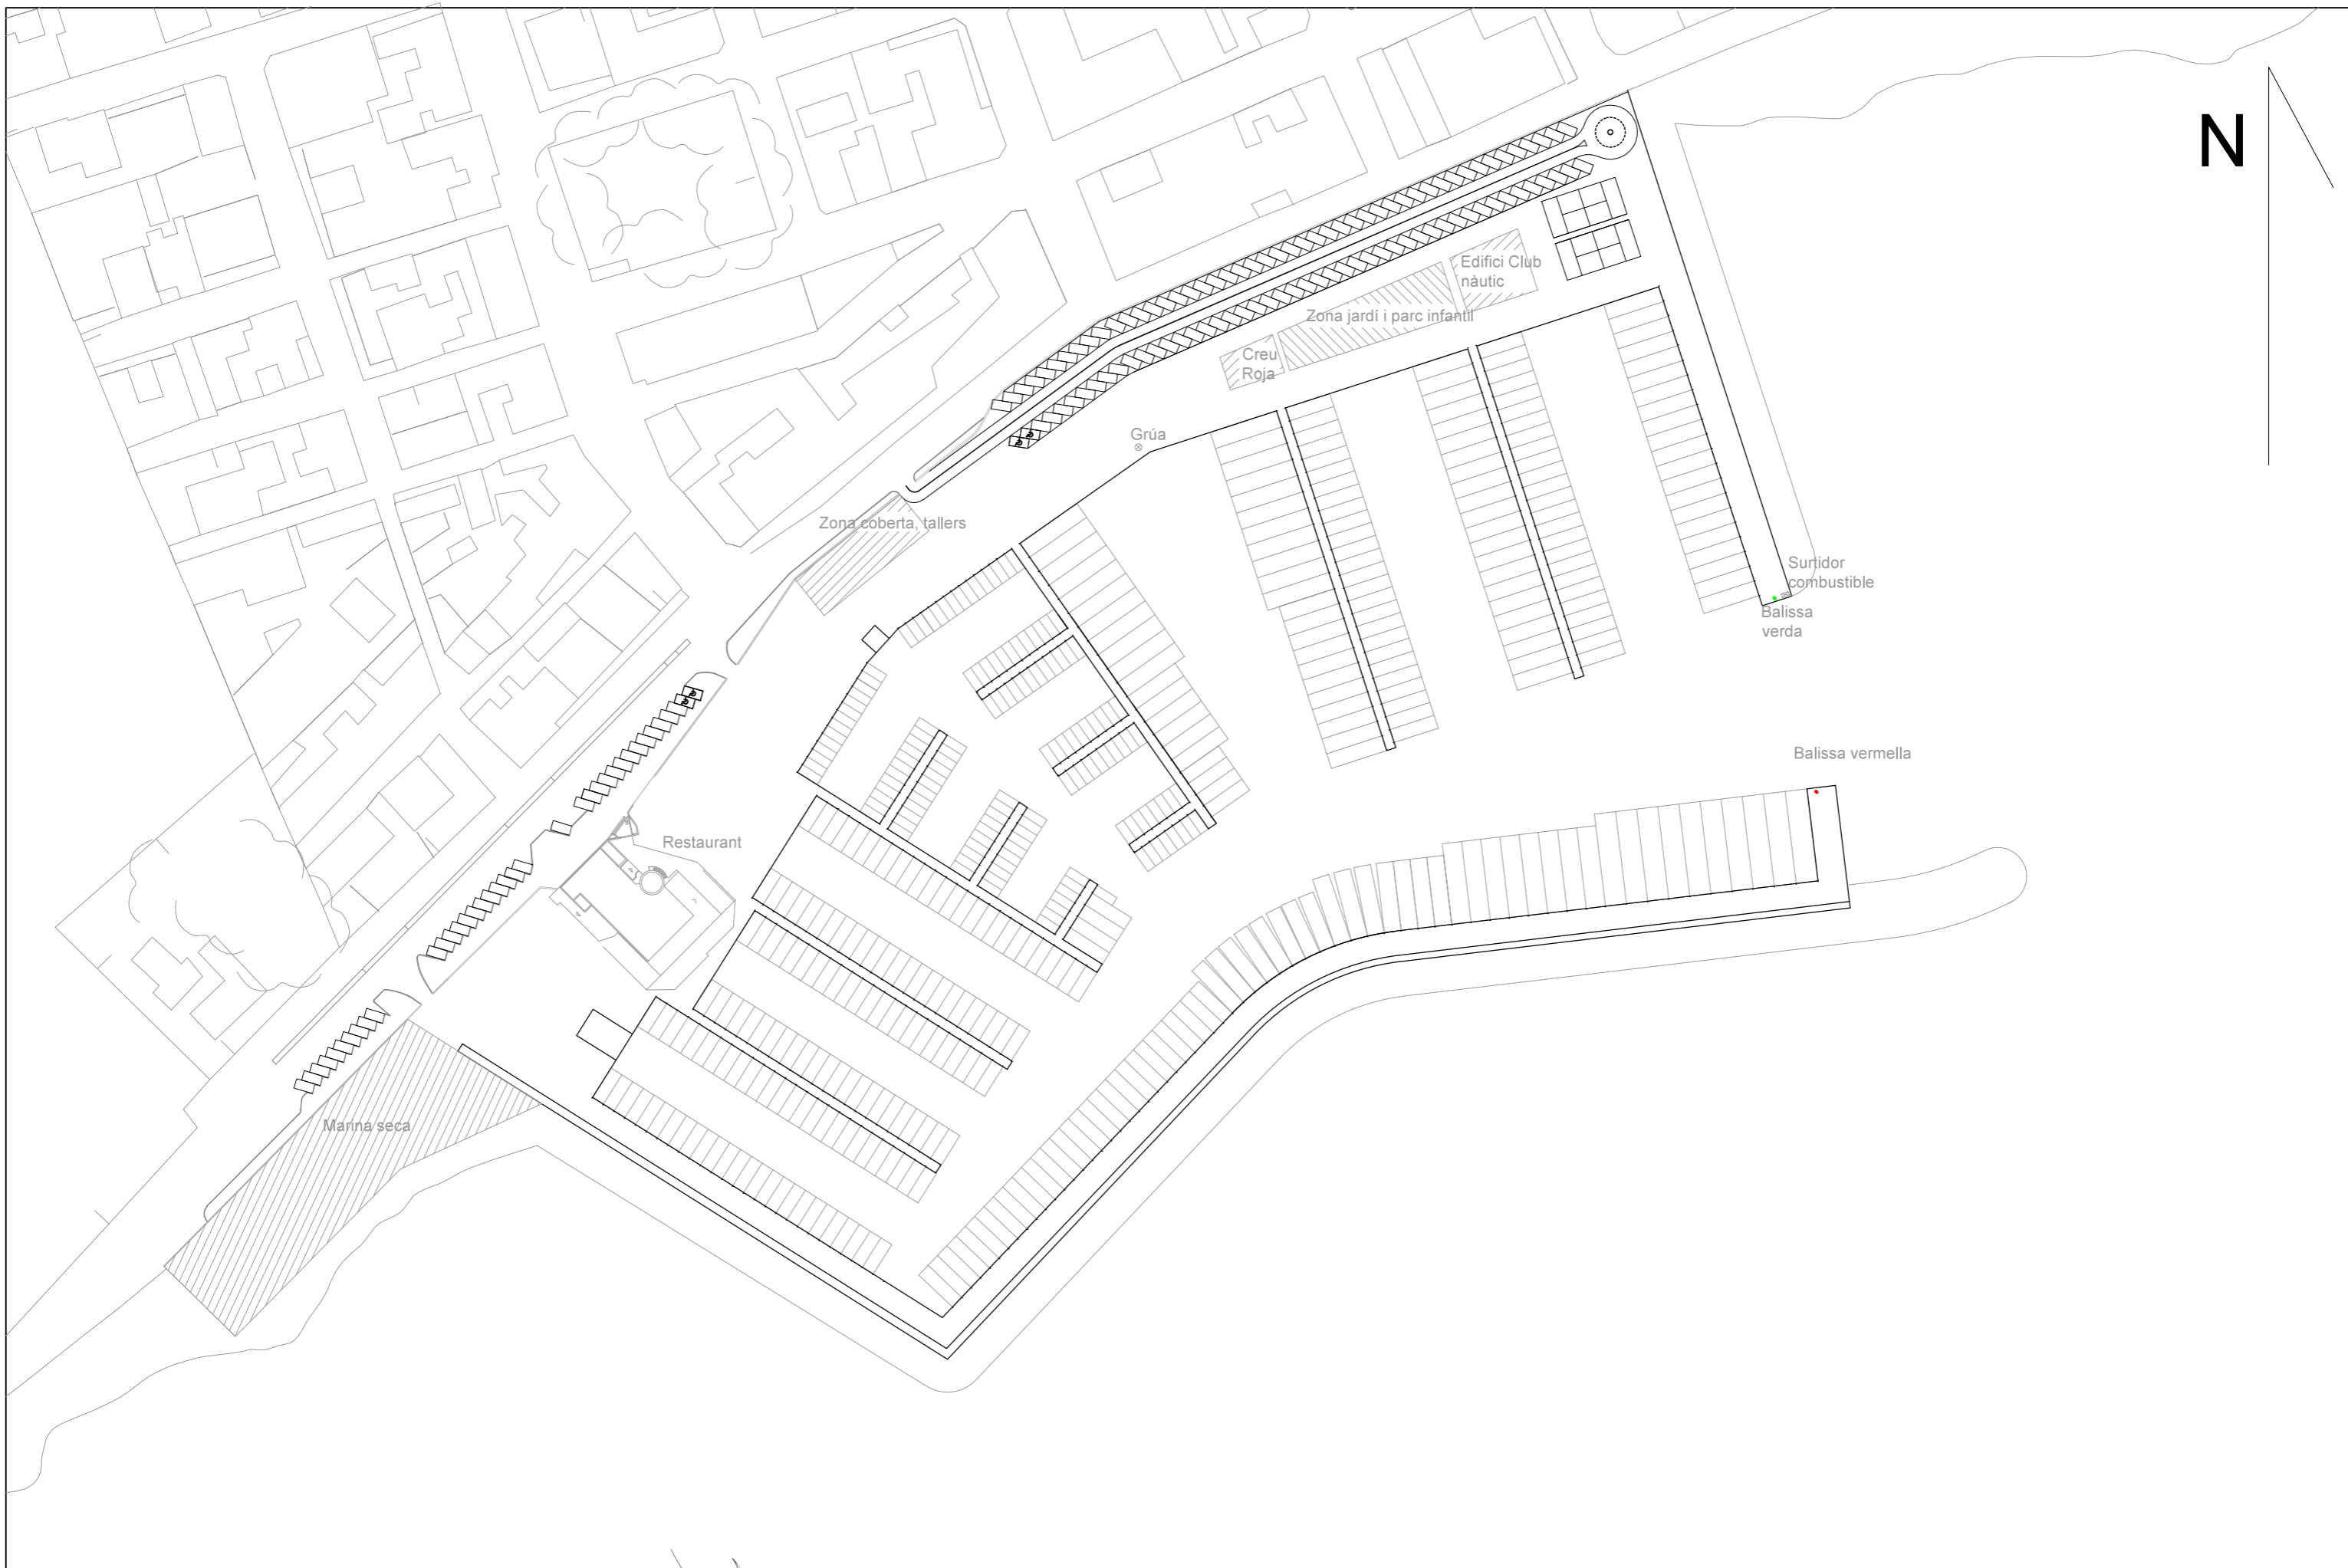 N
Edifici Club
nàutic
Zona jardí i parc infantil
Creu
Roja
Grúa
Zona coberta, tallers
Surtidor
combustible
Balissa
verda
Balissa vermella
Restaurant
Marina seca